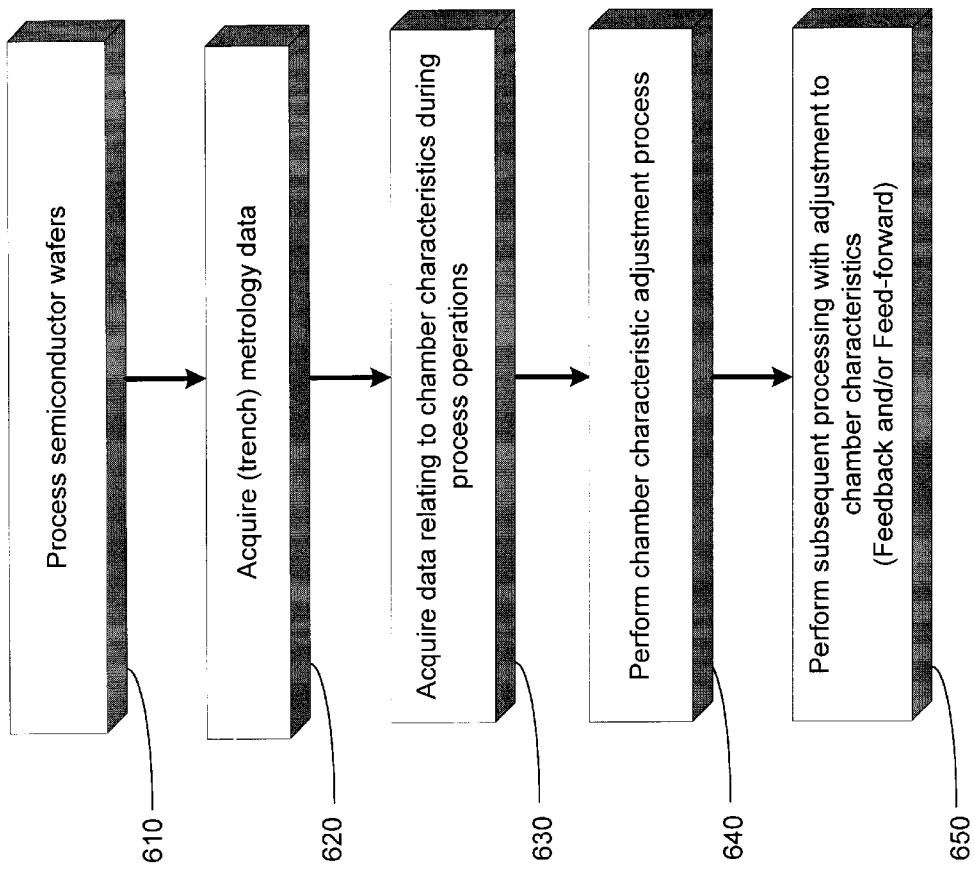 Process semiconductor wafers
610
Acquire (trench) metrology data
620
Acquire data relating to chamber characteristics during
process operations
630
Perform chamber characteristic adjustment process
640
Perform subsequent processing with adjustment to
chamber characteristics
(Feedback and/or Feed-forward)
650